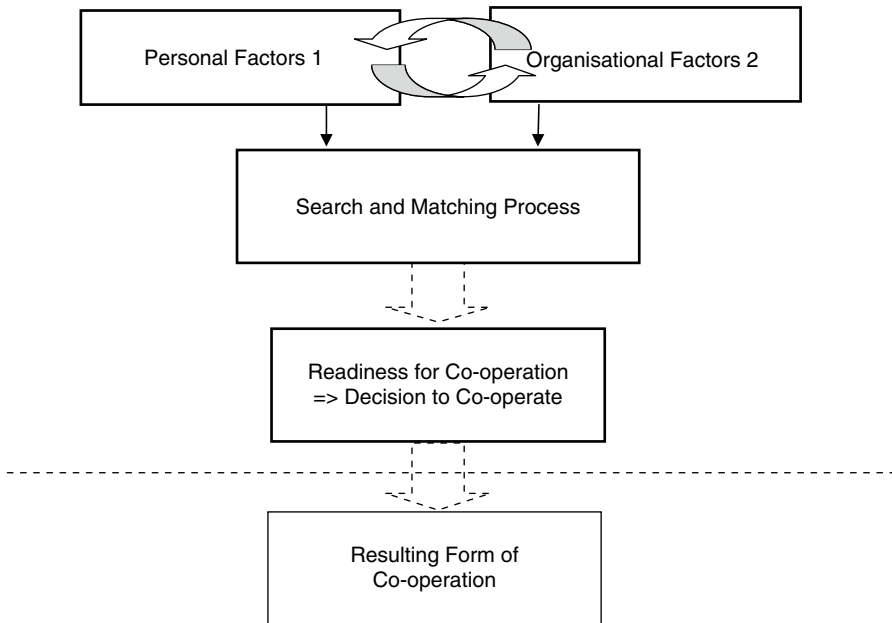 Personal Factors 1
Organisational Factors 2
Search and Matching Process
Readiness for Co-operation
=> Decision to Co-operate
Resulting Form of
Co-operation